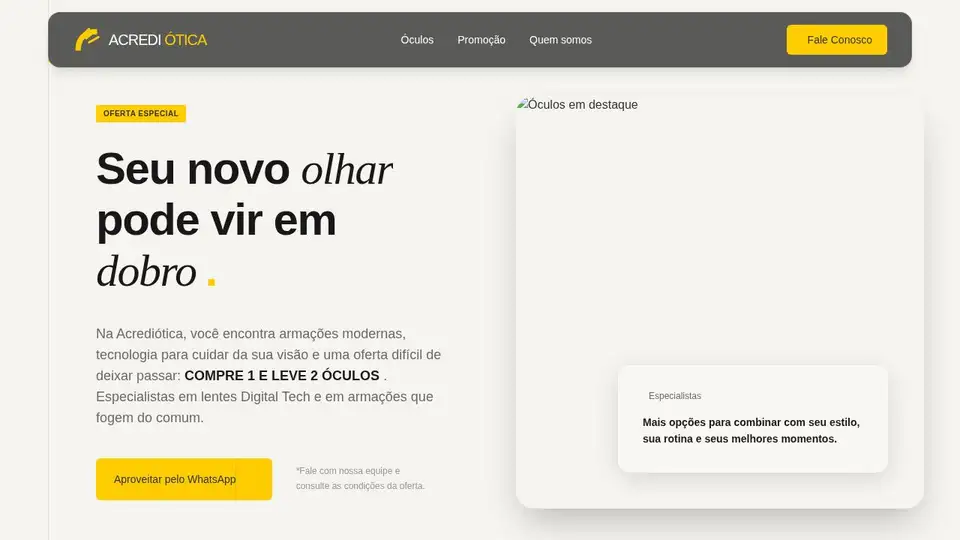 ACREDI ÓTICA
Óculos
Promoção
Quem somos
Fale Conosco
OFERTA ESPECIAL
Seu novo olhar
pode vir em
dobro .
Na Acrediótica, você encontra armações modernas,
tecnologia para cuidar da sua visão e uma oferta difícil de
deixar passar: COMPRE 1 E LEVE 2 ÓCULOS .
Especialistas em lentes Digital Tech e em armações que
fogem do comum.
Aproveitar pelo WhatsApp
*Fale com nossa equipe e
consulte as condições da oferta.
Óculos em destaque
Especialistas
Mais opções para combinar com seu estilo,
sua rotina e seus melhores momentos.